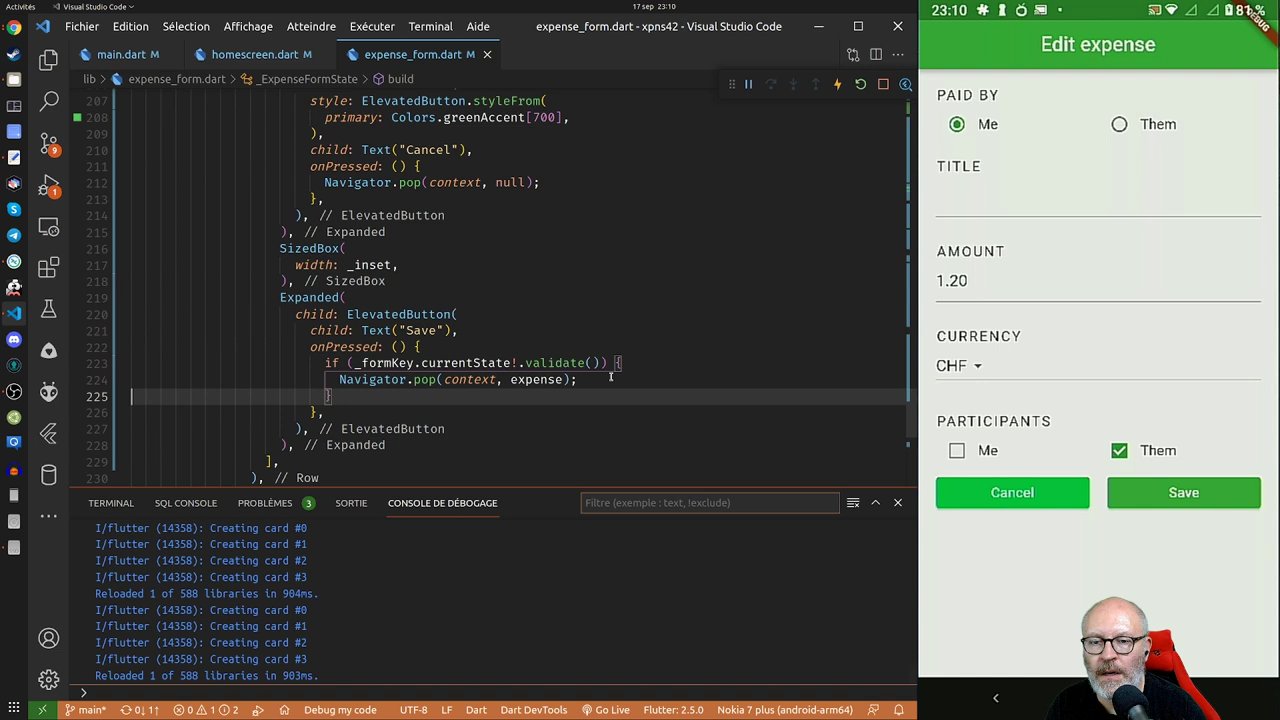 Activités
Visual Studio Code
17 sep 23:10
Fichier Edition Sélection Affichage Atteindre Exécuter Terminal Aide
expense_form.dart - xpns42 - Visual Studio Code
main.dart M
homescreen.dart M
expense_form.dart M
lib > expense_form.dart > _ExpenseFormState > build
207 style: ElevatedButton.styleFrom(
208 primary: Colors.greenAccent[700],
209 ),
210 child: Text("Cancel"),
211 onPressed: () {
212 Navigator.pop(context, null);
213 },
214 ), // ElevatedButton
215 ), // Expanded
216 SizedBox(
217 width: _inset,
218 ), // SizedBox
219 Expanded(
220 child: ElevatedButton(
221 child: Text("Save"),
222 onPressed: () {
223 if (_formKey.currentState!.validate()) {
224 Navigator.pop(context, expense);
225 }
226 },
227 ), // ElevatedButton
228 ), // Expanded
229 ],
230 ), // Row
9
1
TERMINAL SQL CONSOLE PROBLÈMES 3 SORTIE CONSOLE DE DÉBOGAGE
Filtre (exemple : text, !exclude)
I/flutter (14358): Creating card #0
I/flutter (14358): Creating card #1
I/flutter (14358): Creating card #2
I/flutter (14358): Creating card #3
Reloaded 1 of 588 libraries in 904ms.
I/flutter (14358): Creating card #0
I/flutter (14358): Creating card #1
I/flutter (14358): Creating card #2
I/flutter (14358): Creating card #3
Reloaded 1 of 588 libraries in 903ms.
main* 0↓ 1↑ 0 1 2 Debug my code UTF-8 LF Dart Dart DevTools Go Live Flutter: 2.5.0 Nokia 7 plus (android-arm64)
23:10
81%
DEBUG
Edit expense
PAID BY
Me Them
TITLE
AMOUNT
1.20
CURRENCY
CHF
PARTICIPANTS
Me Them
Cancel Save